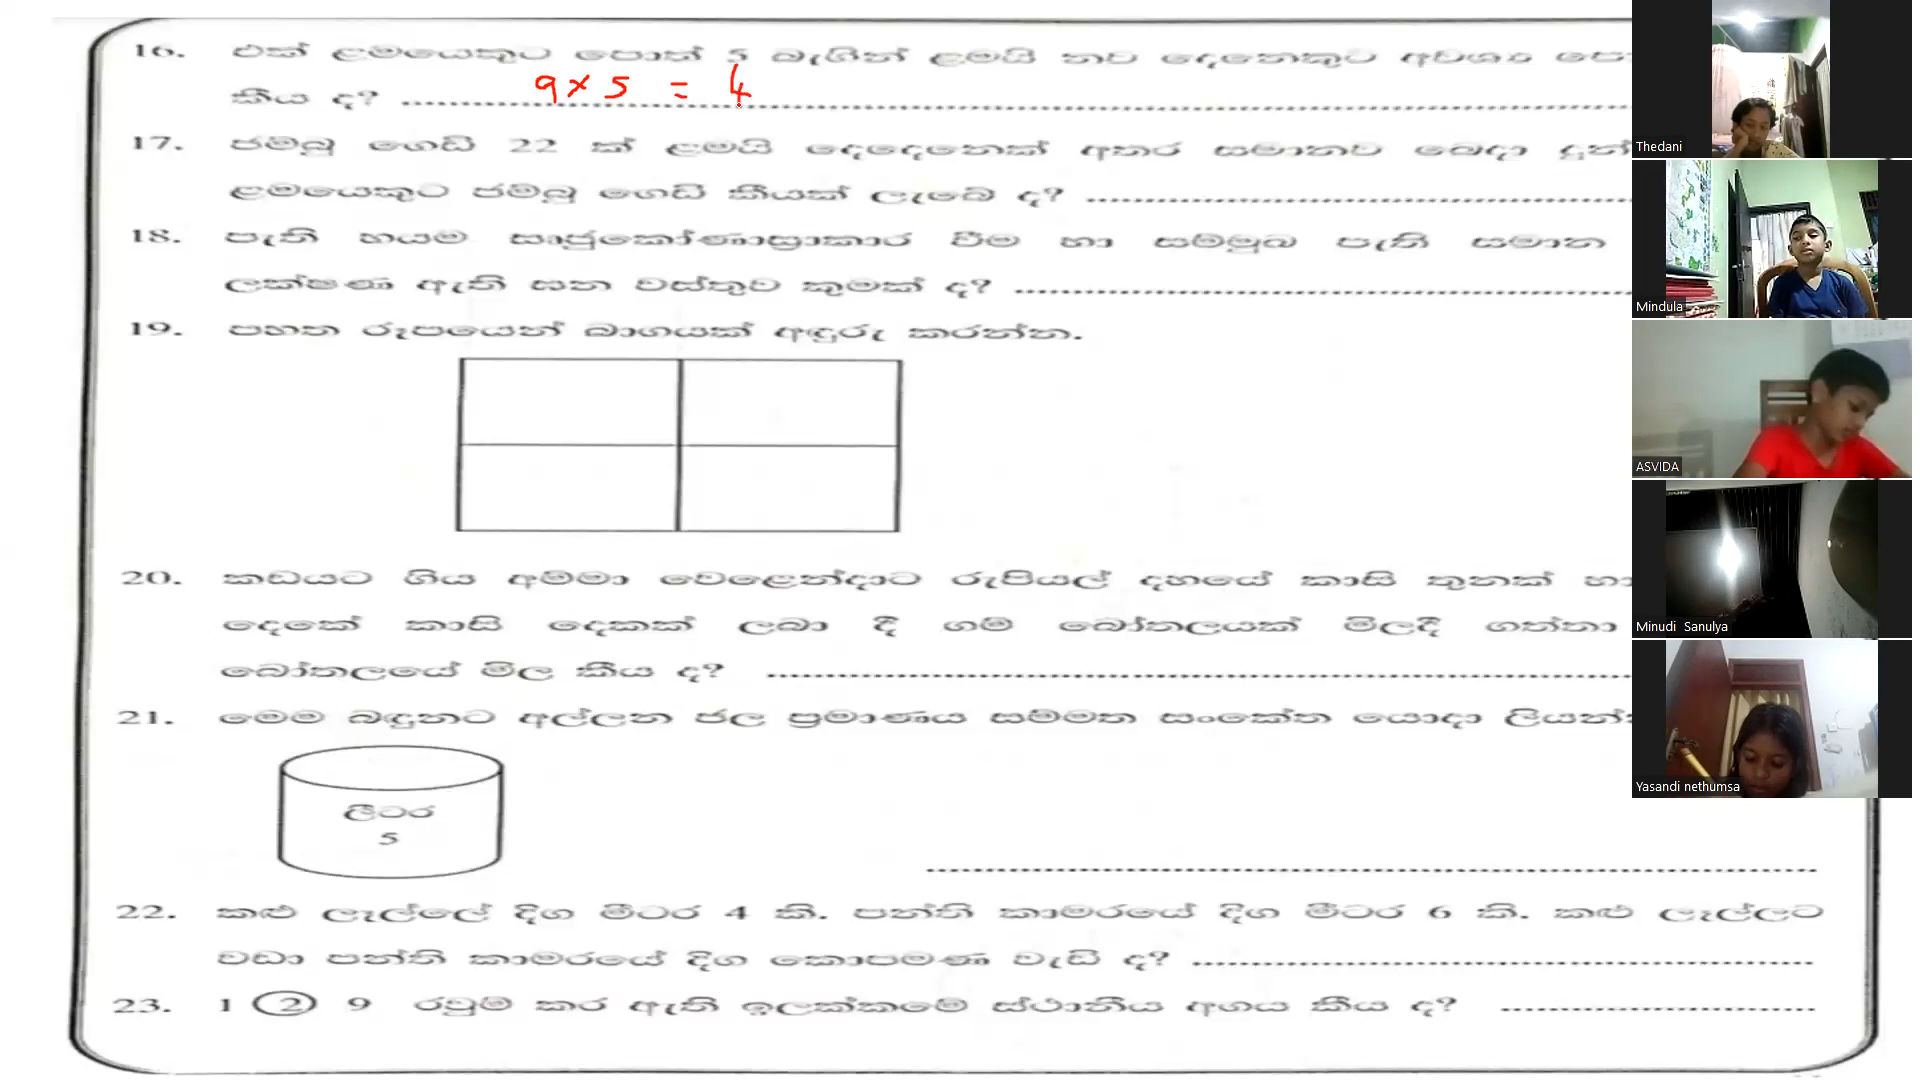 16. එක් ළමයෙකුට පොත් 5 බැගින් ළමයි නව දෙනෙකුට අවශ්‍ය
කීය ද? 9 × 5 = 4
17. ජම්බු ගෙඩි 22 ක් ළමයි දෙදෙනෙක් අතර සමානව බෙදා
ළමයෙකුට ජම්බු ගෙඩි කීයක් ලැබේ ද?
18. පැති හයම සෘජුකෝණාස්‍රාකාර වීම හා සම්මුඛ පැති සමාන
ලක්ෂණ ඇති ඝන වස්තුව කුමක් ද?
19. පහත රූපයෙන් බාගයක් අඳුරු කරන්න.
20. කඩයට ගිය අම්මා වෙළෙන්දාට රුපියල් දහයේ කාසි තුනක් හා
දෙකේ කාසි දෙකක් ලබා දී ගම් බෝතලයක් මිලදී ගත්තා
බෝතලයේ මිල කීය ද?
21. මෙම බඳුනට අල්ලන ජල ප්‍රමාණය සම්මත සංකේත යොදා
ලීටර
5
22. කළු ලෑල්ලේ දිග මීටර 4 කි. පන්ති කාමරයේ දිග මීටර 6 කි. කළු ලෑල්ලට
වඩා පන්ති කාමරයේ දිග කොපමණ වැඩි ද?
23. 1 2 9 රවුම් කර ඇති ඉලක්කමේ ස්ථානීය අගය කීය ද?
Thedani
Mindula
ASVIDA
Minudi Sanulya
Yasandi nethumsa